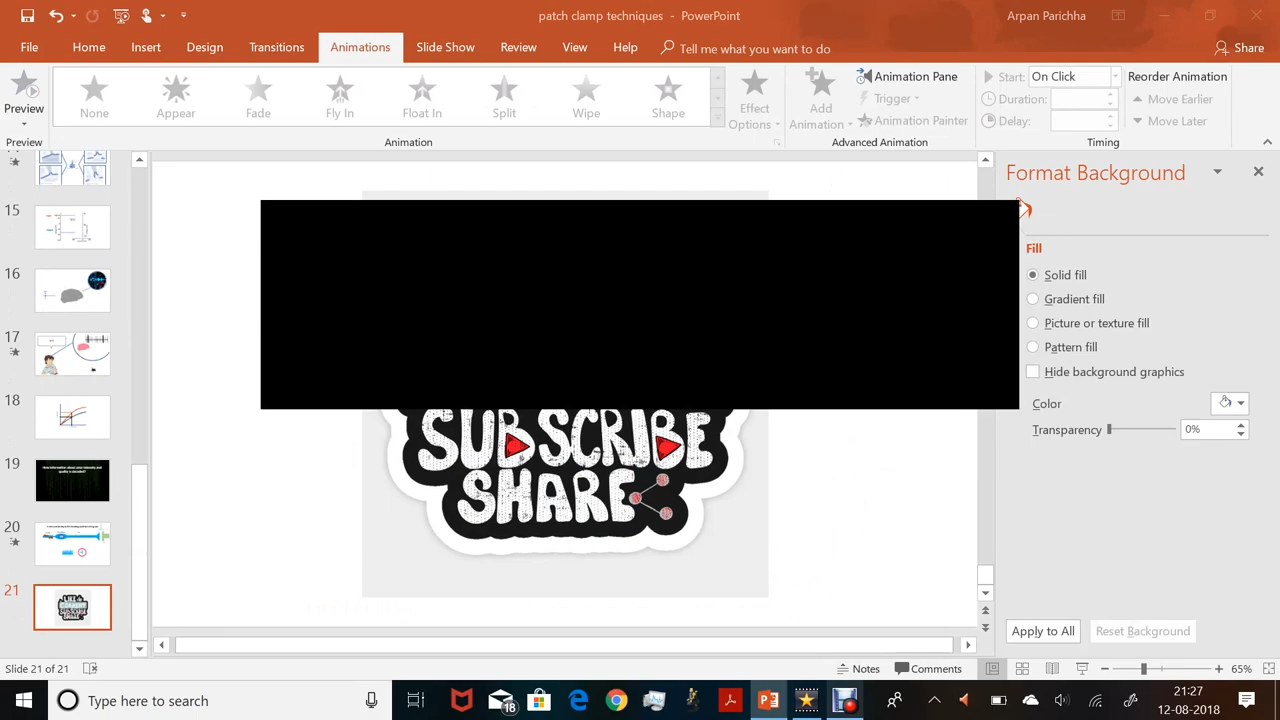 patch clamp techniques - PowerPoint
Arpan Parichha
File Home Insert Design Transitions Animations Slide Show Review View Help Tell me what you want to do Share
Preview
None Appear Fade Fly In Float In Split Wipe Shape
Effect Options
Add Animation
Animation Pane
Trigger
Animation Painter
Start: On Click
Duration:
Delay:
Reorder Animation
Move Earlier
Move Later
Preview Animation Advanced Animation Timing
15
16
17
18
19
20
21
SUBSCRIBE
SHARE
Format Background
Fill
Solid fill
Gradient fill
Picture or texture fill
Pattern fill
Hide background graphics
Color
Transparency 0%
Apply to All Reset Background
Slide 21 of 21
Notes Comments 65%
Type here to search
18
21:27
12-08-2018